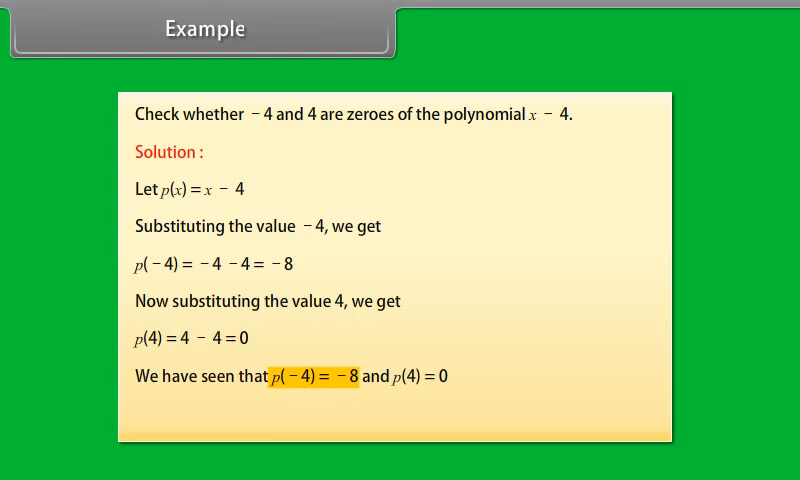 Example
Check whether − 4 and 4 are zeroes of the polynomial x − 4.
Solution :
Let p(x) = x − 4
Substituting the value − 4, we get
p( − 4) = − 4 − 4 = − 8
Now substituting the value 4, we get
p(4) = 4 − 4 = 0
We have seen that p( − 4) = − 8 and p(4) = 0